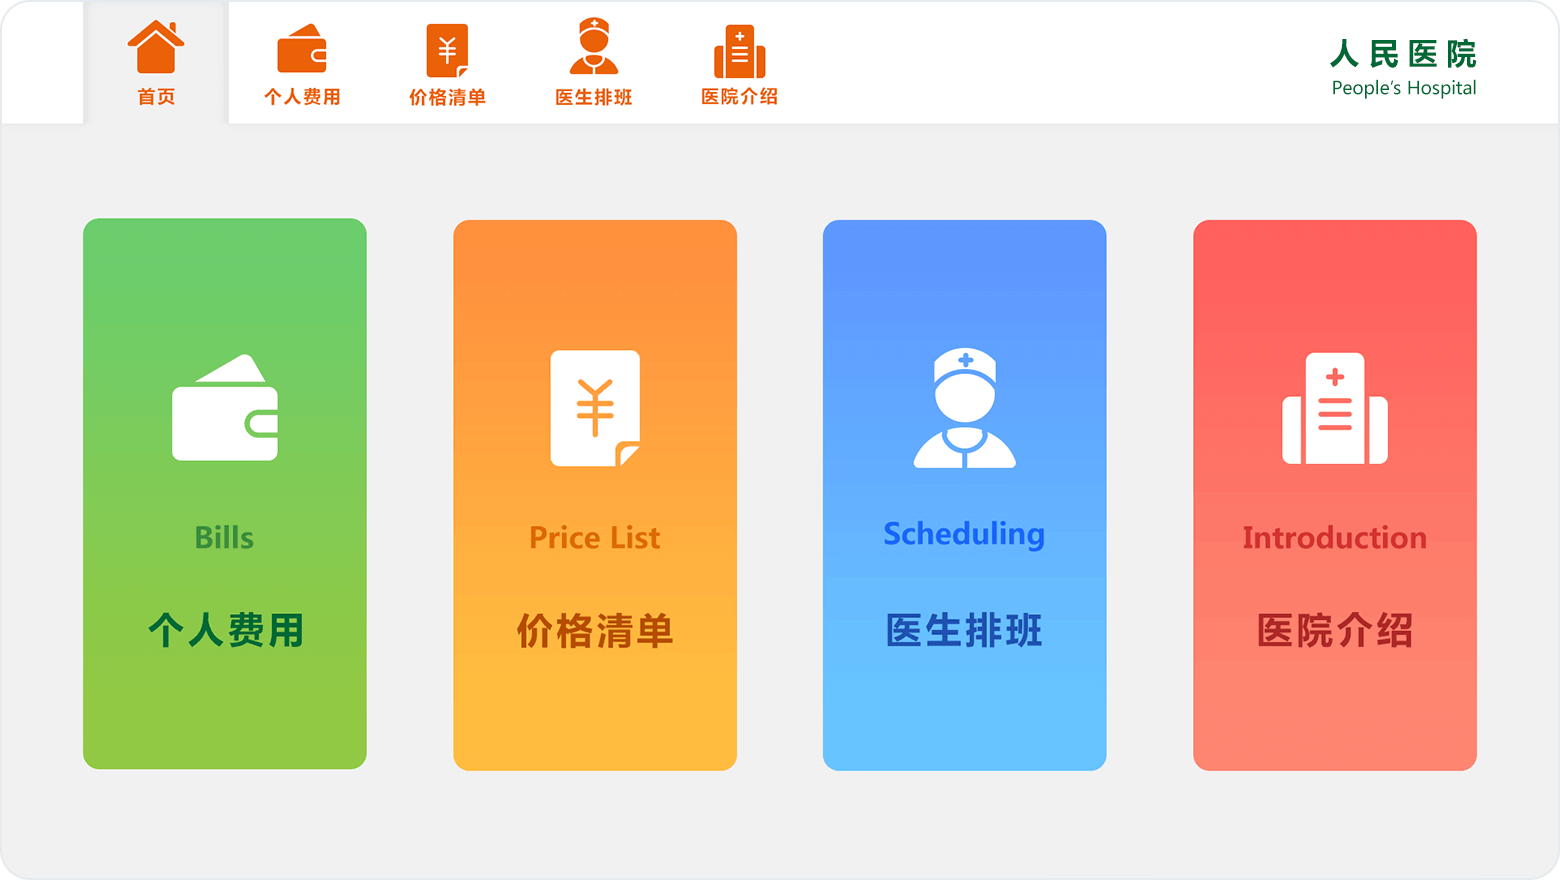 首页
个人费用
价格清单
医生排班
医院介绍
人民医院
People's Hospital
Bills
个人费用
Price List
价格清单
Scheduling
医生排班
Introduction
医院介绍